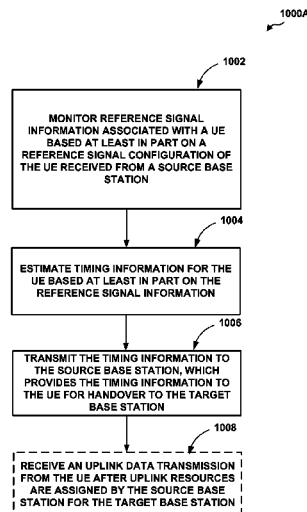 1000A
1002
MONITOR REFERENCE SIGNAL
INFORMATION ASSOCIATED WITH A UE
BASED AT LEAST IN PART ON A
REFERENCE SIGNAL CONFIGURATION OF
THE UE RECEIVED FROM A SOURCE BASE
STATION
1004
ESTIMATE TIMING INFORMATION FOR THE
UE BASED AT LEAST IN PART ON THE
REFERENCE SIGNAL INFORMATION
1006
TRANSMIT THE TIMING INFORMATION TO
THE SOURCE BASE STATION, WHICH
PROVIDES THE TIMING INFORMATION TO
THE UE FOR HANDOVER TO THE TARGET
BASE STATION
1008
RECEIVE AN UPLINK DATA TRANSMISSION
FROM THE UE AFTER UPLINK RESOURCES
ARE ASSIGNED BY THE SOURCE BASE
STATION FOR THE TARGET BASE STATION